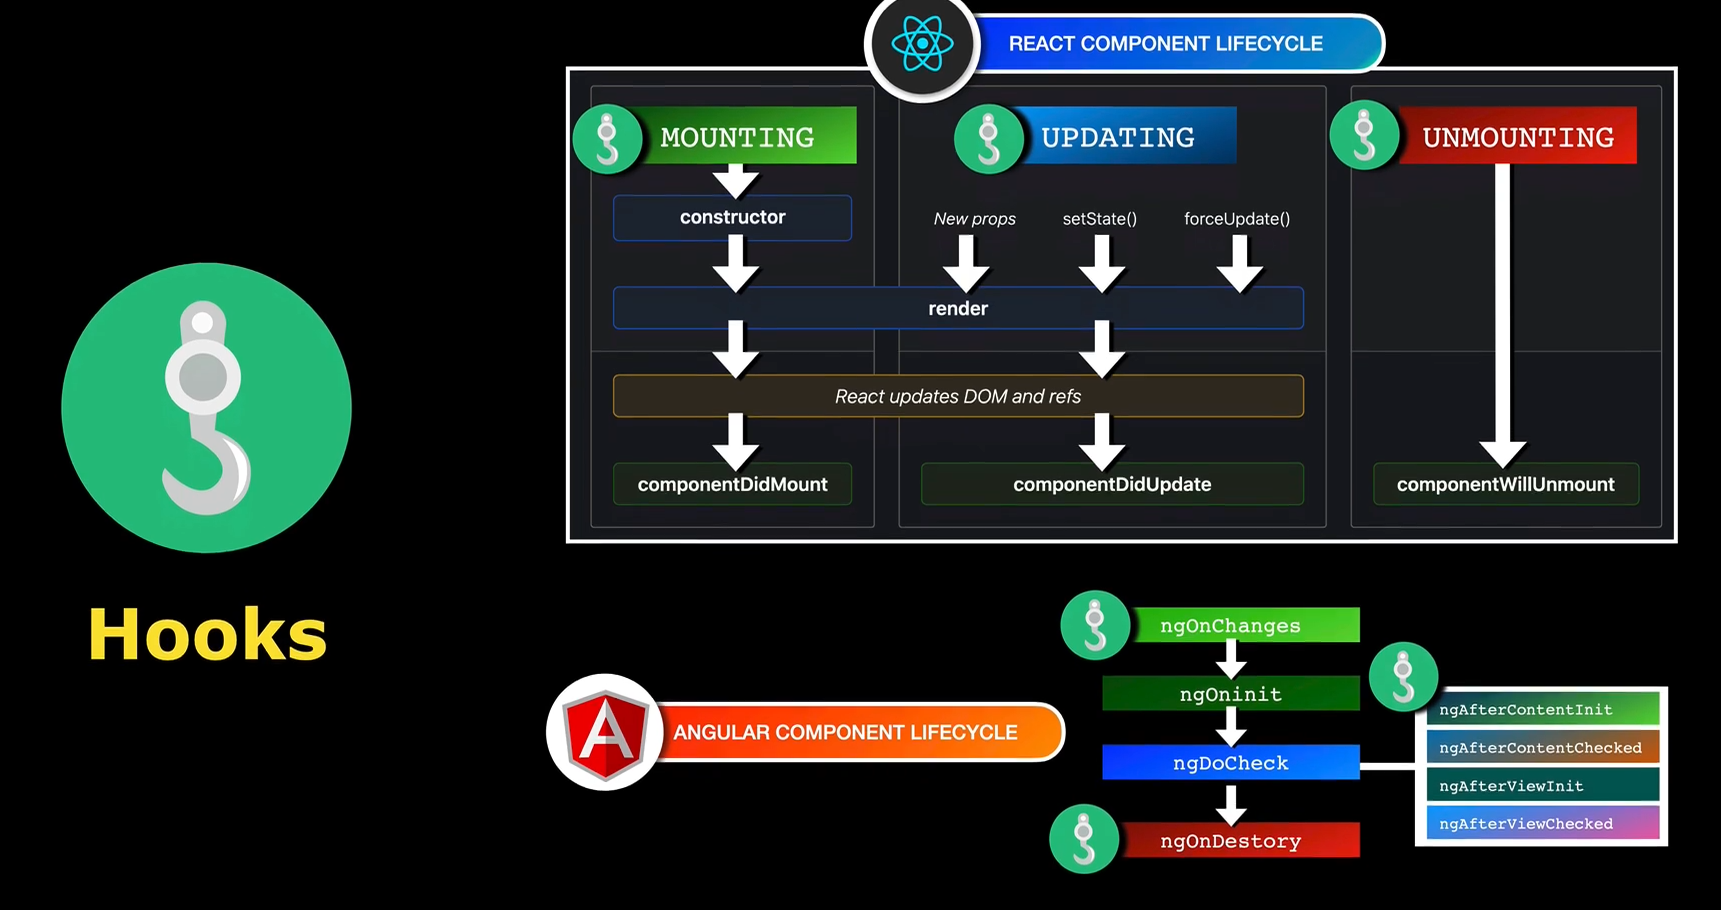 REACT COMPONENT LIFECYCLE
MOUNTING
UPDATING
UNMOUNTING
constructor
New props
setState()
forceUpdate()
render
React updates DOM and refs
componentDidMount
componentDidUpdate
componentWillUnmount
Hooks
ANGULAR COMPONENT LIFECYCLE
ngOnChanges
ngOninit
ngDoCheck
ngOnDestory
ngAfterContentInit
ngAfterContentChecked
ngAfterViewInit
ngAfterViewChecked